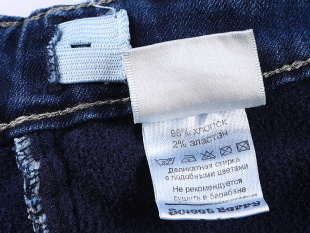 98% хлопок
2% эластан
Деликатная стирка
с подобными цветами
Не рекомендуется
сушить в барабане